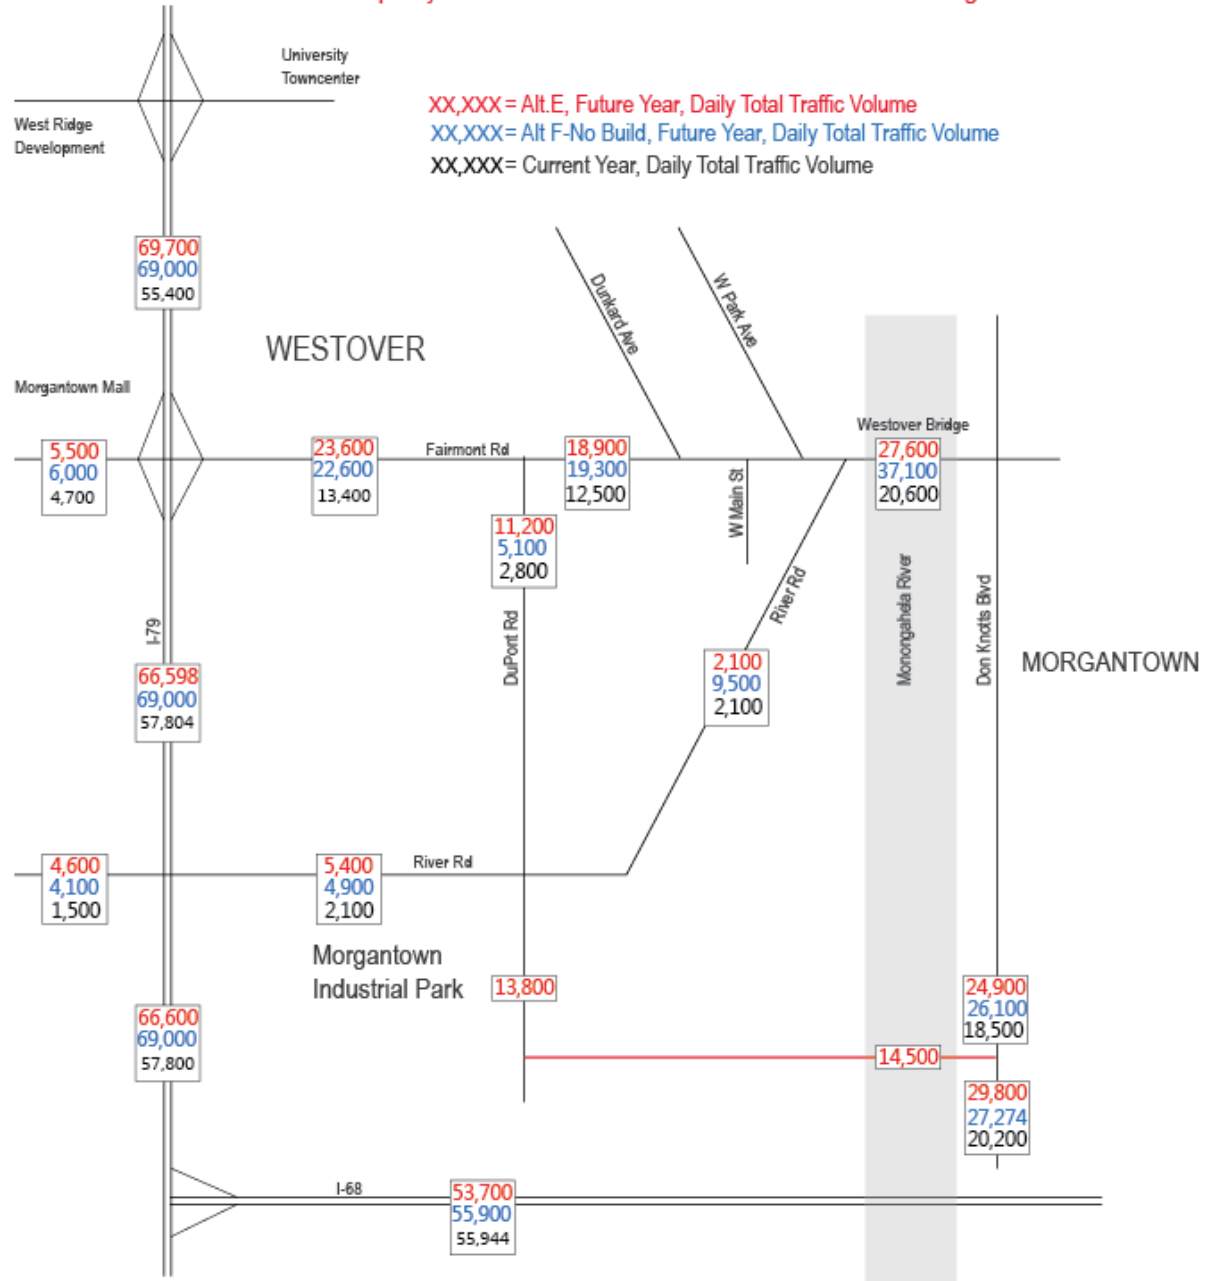 University
Towncenter
West Ridge
Development
XX,XXX= Alt.E, Future Year, Daily Total Traffic Volume
XX,XXX= Alt F-No Build, Future Year, Daily Total Traffic Volume
XX,XXX= Current Year, Daily Total Traffic Volume
69,700
69,000
55,400
Dunkard Ave
W Park Ave
WESTOVER
Morgantown Mall
5,500
6,000
4,700
23,600
22,600
13,400
Fairmont Rd
18,900
19,300
12,500
Westover Bridge
27,600
37,100
20,600
W Main St
11,200
5,100
2,800
River Rd
Monongahela River
Don Knotts Blvd
I-79
DuPont Rd
MORGANTOWN
66,598
69,000
57,804
2,100
9,500
2,100
4,600
4,100
1,500
5,400
4,900
2,100
River Rd
Morgantown
Industrial Park
13,800
24,900
26,100
18,500
66,600
69,000
57,800
14,500
29,800
27,274
20,200
I-68
53,700
55,900
55,944